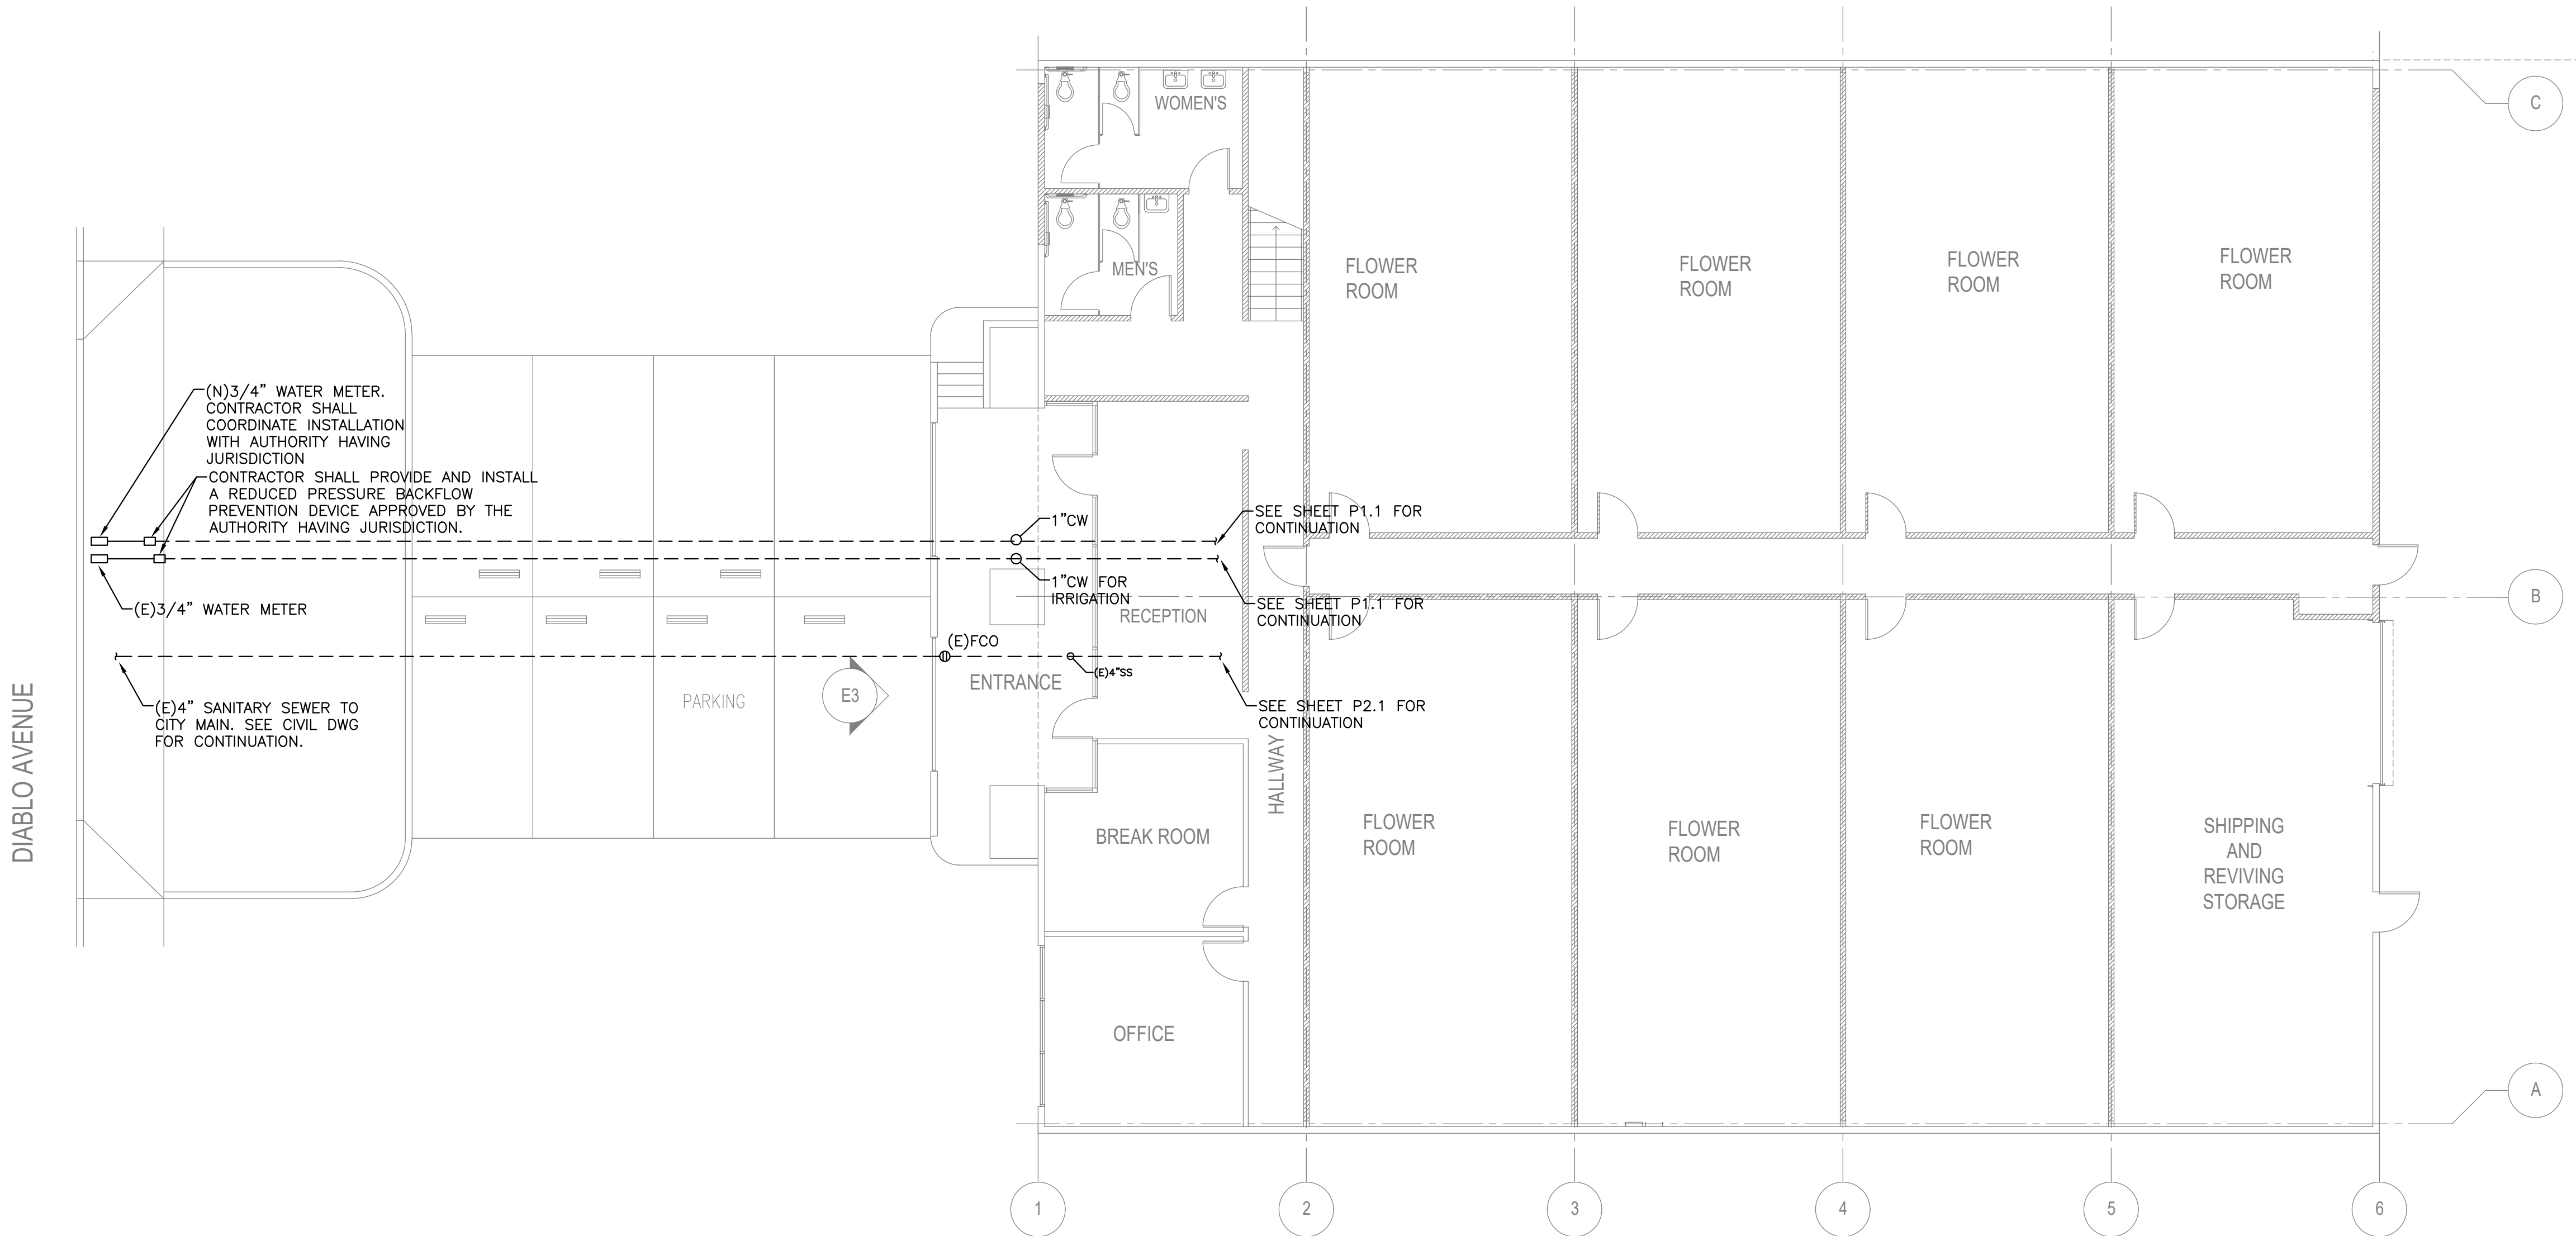 WOMEN'S
C
MEN'S
FLOWER
ROOM
FLOWER
ROOM
FLOWER
ROOM
FLOWER
ROOM
(N)3/4" WATER METER.
CONTRACTOR SHALL
COORDINATE INSTALLATION
WITH AUTHORITY HAVING
JURISDICTION
CONTRACTOR SHALL PROVIDE AND INSTALL
A REDUCED PRESSURE BACKFLOW
PREVENTION DEVICE APPROVED BY THE
AUTHORITY HAVING JURISDICTION.
1"CW
SEE SHEET P1.1 FOR
CONTINUATION
1"CW FOR
IRRIGATION
(E)3/4" WATER METER
SEE SHEET P1.1 FOR
CONTINUATION
RECEPTION
B
(E)FCO
(E)4"SS
ENTRANCE
PARKING
E3
(E)4" SANITARY SEWER TO
CITY MAIN. SEE CIVIL DWG
FOR CONTINUATION.
SEE SHEET P2.1 FOR
CONTINUATION
DIABLO AVENUE
HALLWAY
BREAK ROOM
FLOWER
ROOM
FLOWER
ROOM
FLOWER
ROOM
SHIPPING
AND
REVIVING
STORAGE
OFFICE
A
1
2
3
4
5
6